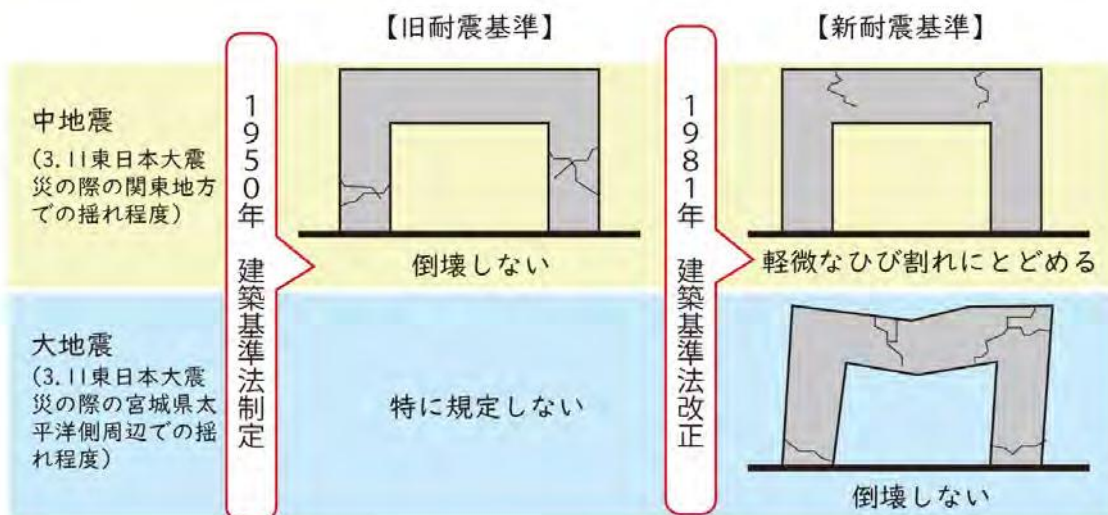 【旧耐震基準】
【新耐震基準】
中地震
(3.11東日本大震
災の際の関東地方
での揺れ程度)
1950年 建築基準法制定
倒壊しない
1981年 建築基準法改正
軽微なひび割れにとどめる
大地震
(3.11東日本大震
災の際の宮城県太
平洋側周辺での揺
れ程度)
特に規定しない
倒壊しない